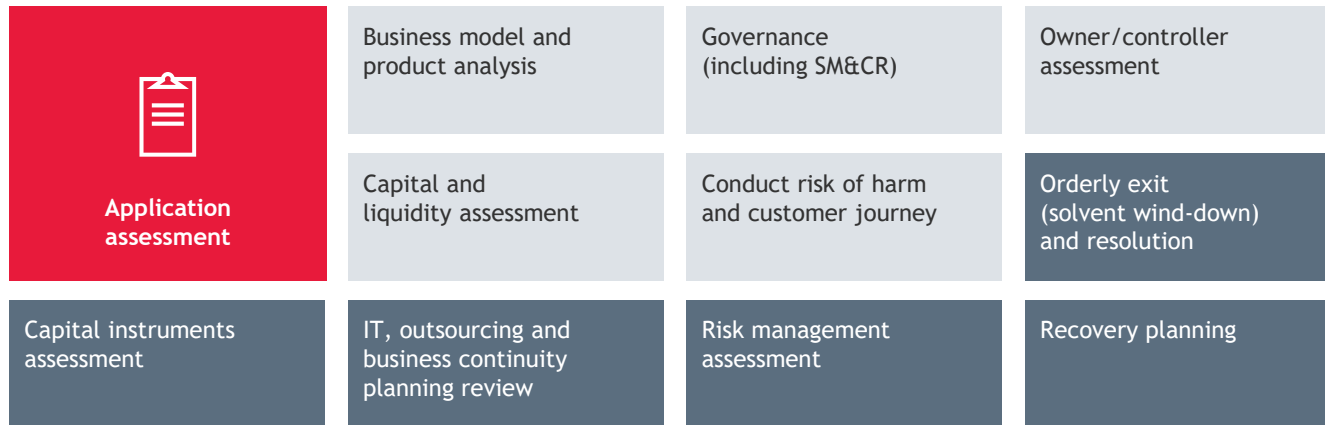 Application
assessment
Business model and
product analysis
Governance
(including SM&CR)
Owner/controller
assessment
Capital and
liquidity assessment
Conduct risk of harm
and customer journey
Orderly exit
(solvent wind-down)
and resolution
Capital instruments
assessment
IT, outsourcing and
business continuity
planning review
Risk management
assessment
Recovery planning